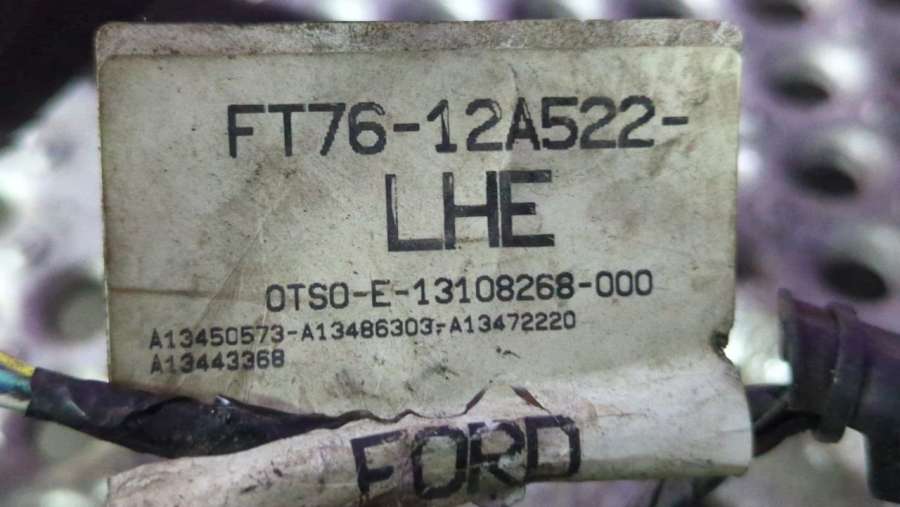 FT76-12A522-
LHE
OTSO-E-13108268-000
A13450573-A13486303-A13472220
A13443368
FORD